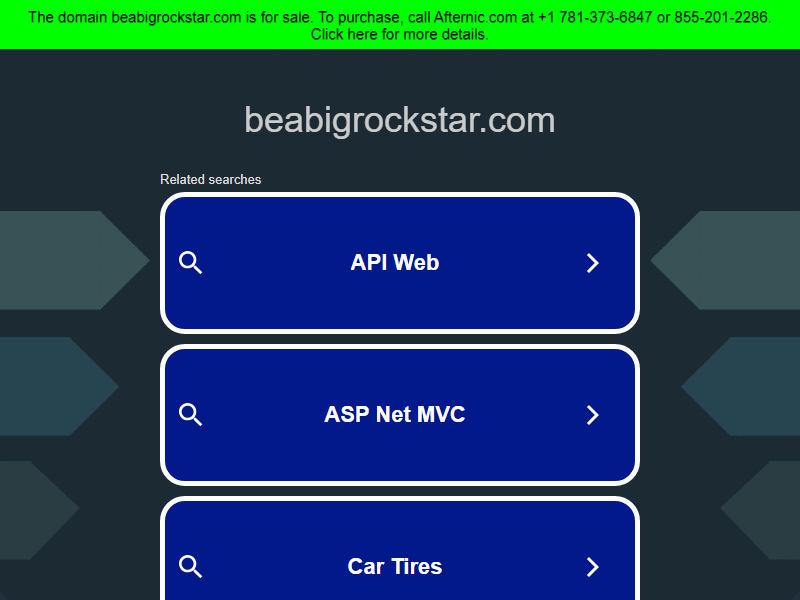 The domain beabigrockstar.com is for sale. To purchase, call Afternic.com at +1 781-373-6847 or 855-201-2286.
Click here for more details.
beabigrockstar.com
Related searches
API Web
ASP Net MVC
Car Tires